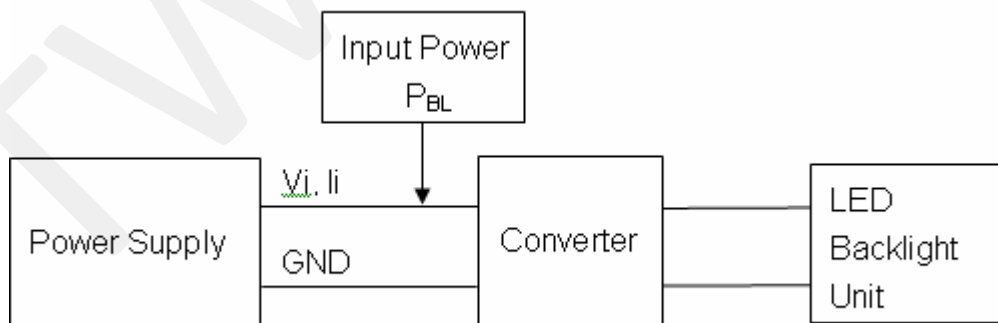 Input Power
PBL
Vi, Ii
Power Supply
GND
Converter
LED
Backlight
Unit